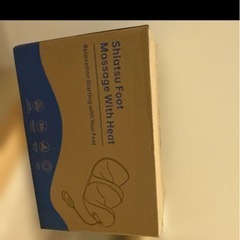 Shiatsu Foot
Massage With Heat
Relaxation Starting with Your Feet